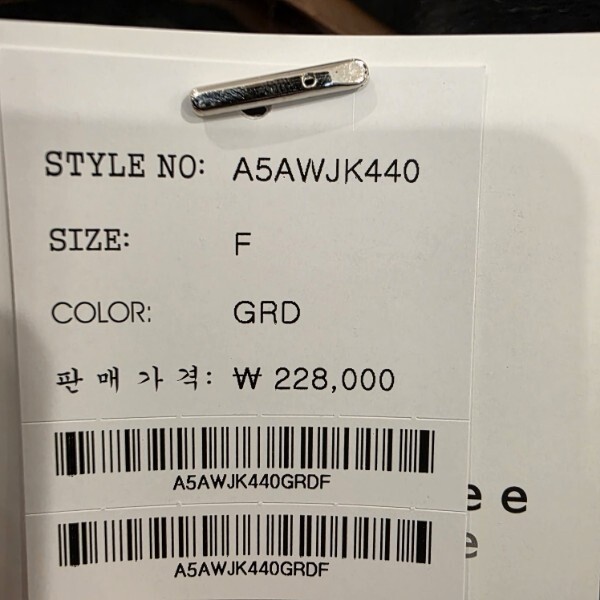 STYLE NO: A5AWJK440
SIZE: F
COLOR: GRD
판매가격: ₩ 228,000
A5AWJK440GRDF
A5AWJK440GRDF